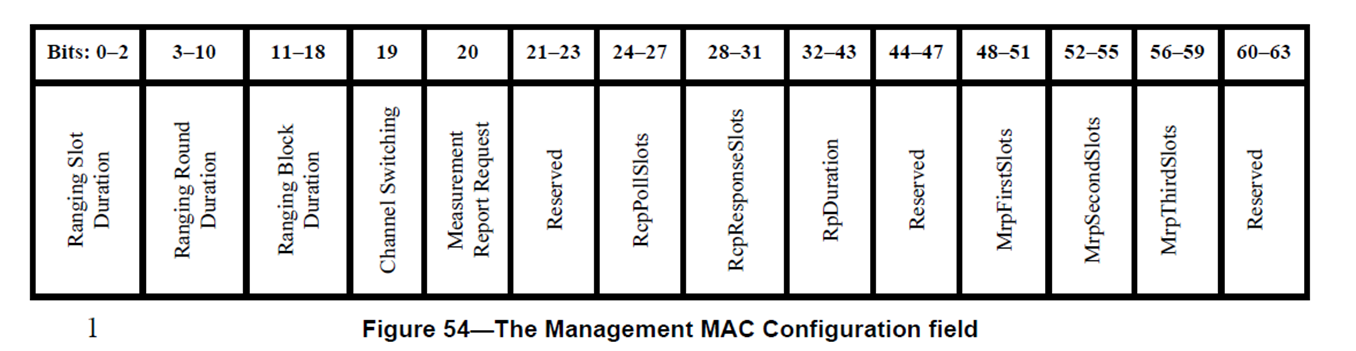 Bits: 0–2 3–10 11–18 19 20 21–23 24–27 28–31 32–43 44–47 48–51 52–55 56–59 60–63
Ranging Slot
Duration
Ranging Round
Duration
Ranging Block
Duration
Channel Switching
Measurement
Report Request
Reserved
RcpPollSlots
RcpResponseSlots
RpDuration
Reserved
MrpFirstSlots
MrpSecondSlots
MrpThirdSlots
Reserved
1 Figure 54—The Management MAC Configuration field